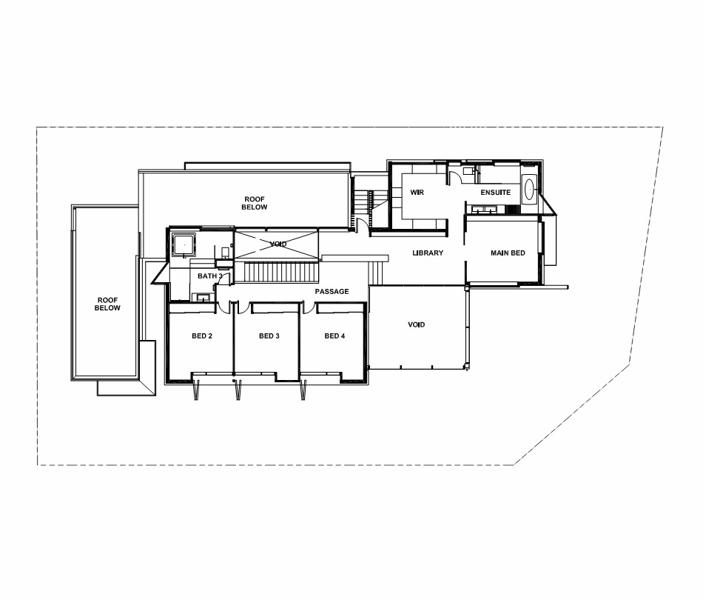 WIR
ENSUITE
ROOF
BELOW
VOID
LIBRARY
MAIN BED
BATH 2
PASSAGE
ROOF
BELOW
VOID
BED 2
BED 3
BED 4